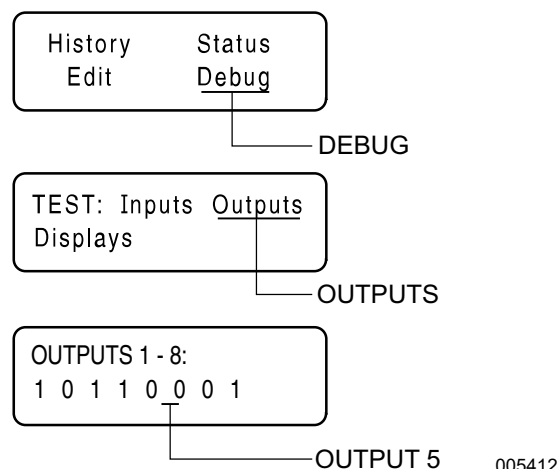 History Status
Edit Debug
DEBUG
TEST: Inputs Outputs
Displays
OUTPUTS
OUTPUTS 1 - 8:
1 0 1 1 0 0 0 1
OUTPUT 5
005412